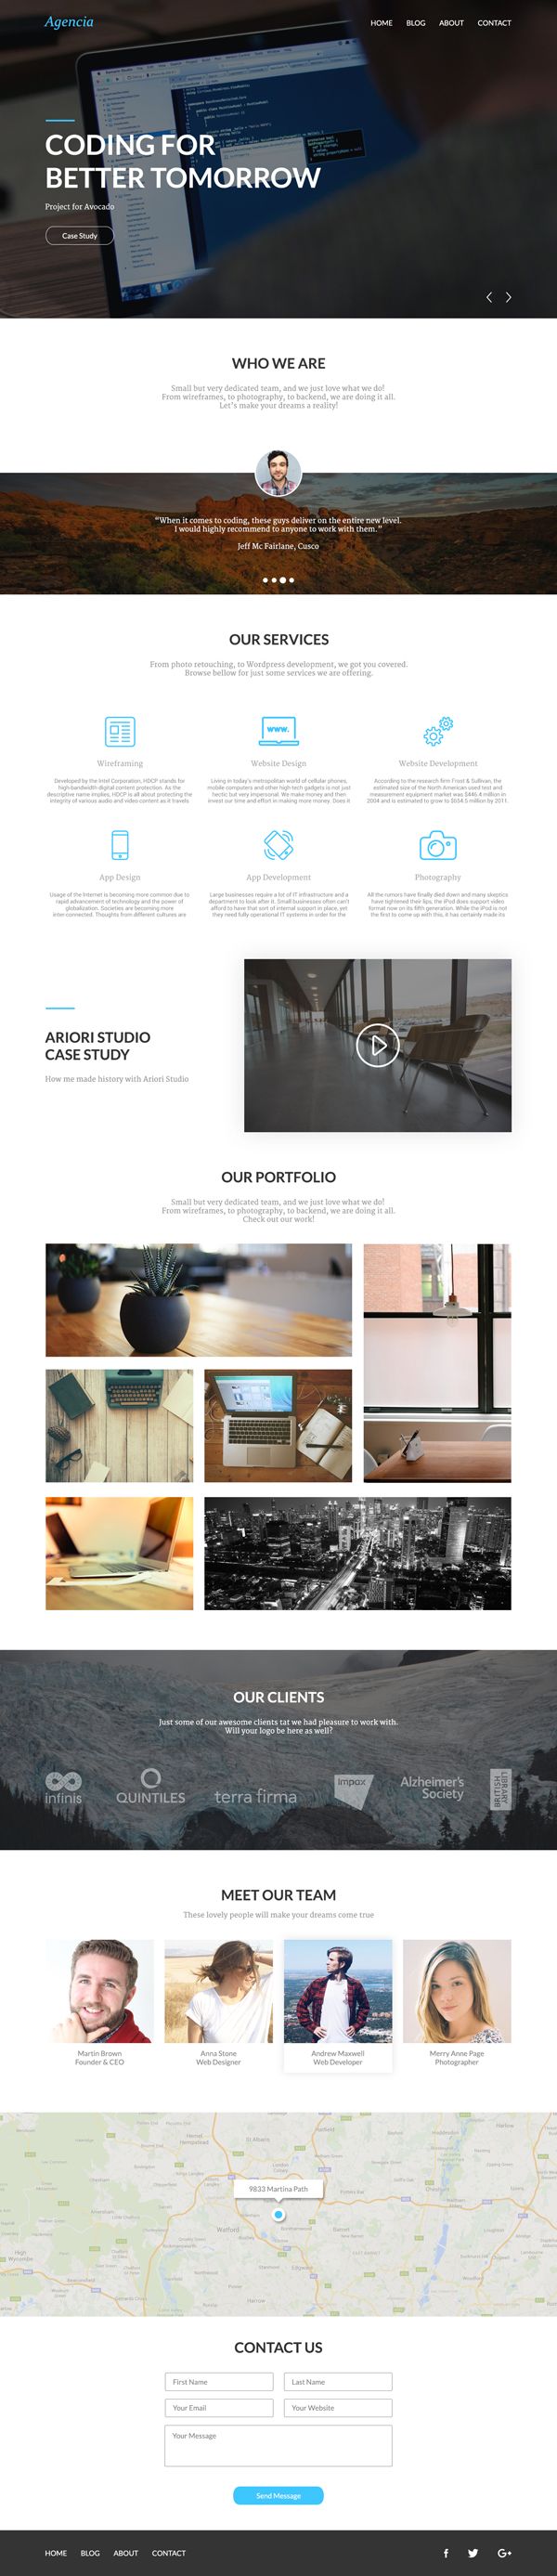 Agencia
HOME BLOG ABOUT CONTACT
CODING FOR
BETTER TOMORROW
Project for Avocado
Case Study
WHO WE ARE
Small but very dedicated team, and we just love what we do!
From wireframes, to photography, to backend, we are doing it all.
Let's make your dreams a reality!
"When it comes to coding, these guys deliver on the entire new level.
I would highly recommend to anyone to work with them."
Jeff Mc Fairlane, Cusco
OUR SERVICES
From photo retouching, to Wordpress development, we got you covered.
Browse bellow for just some services we are offering.
www.
Wireframing
Developed by the Intel Corporation, HDCP stands for
high-bandwidth digital content protection. As the
descriptive name implies, HDCP is all about protecting the
integrity of various audio and video content as it travels
Website Design
Living in today's metropolitan world of cellular phones,
mobile computers and other high-tech gadgets is not just
hectic but very impersonal. We make money and then
invest our time and effort in making more money. Does it
Website Development
According to the research firm Frost & Sullivan, the
estimated size of the North American used test and
measurement equipment market was $446.4 million in
2004 and is estimated to grow to $654.5 million by 2011.
App Design
Usage of the Internet is becoming more common due to
rapid advancement of technology and the power of
globalization. Societies are becoming more
inter-connected. Thoughts from different cultures are
App Development
Large businesses require a lot of IT infrastructure and a
department to look after it. Small businesses often can't
afford to have that sort of internal support in place, yet
they need fully operational IT systems in order for the
Photography
All the rumors have finally died down and many skeptics
have tightened their lips, the iPod does support video
format now on its fifth generation. While the iPod is not
the first to come up with this, it has certainly made its
ARIORI STUDIO
CASE STUDY
How me made history with Ariori Studio
OUR PORTFOLIO
Small but very dedicated team, and we just love what we do!
From wireframes, to photography, to backend, we are doing it all.
Check out our work!
OUR CLIENTS
Just some of our awesome clients tat we had pleasure to work with.
Will your logo be here as well?
infinis
QUINTILES
terra firma
Impax
Alzheimer's
Society
BRITISH
LIBRARY
MEET OUR TEAM
These lovely people will make your dreams come true
Martin Brown
Founder & CEO
Anna Stone
Web Designer
Andrew Maxwell
Web Developer
Merry Anne Page
Photographer
Hemel
Hempstead
St Albans
Hatfield
Harlow
London
Colney
9833 Martina Path
Cheshunt
Watford
Borehamwood
Barnet
High
Wycombe
Edgware
Harrow
CONTACT US
First Name
Last Name
Your Email
Your Website
Your Message
Send Message
HOME BLOG ABOUT CONTACT
f
G+